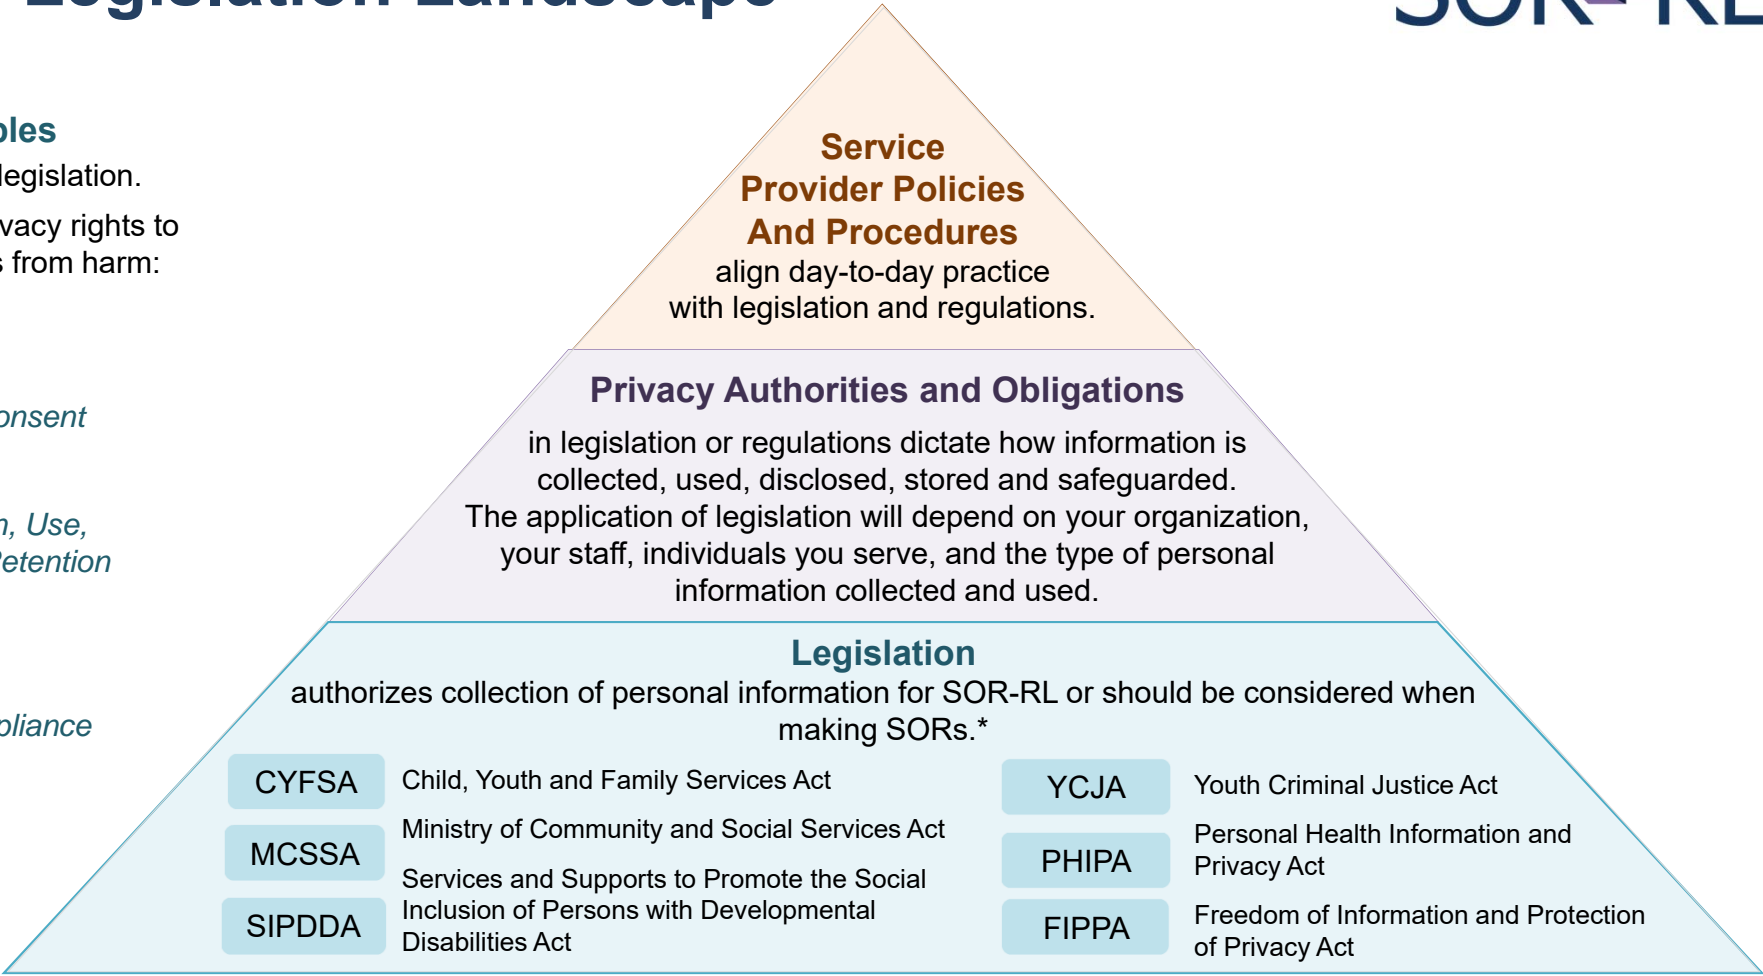 Legislation Landscape
SOR-RL
ples
legislation.
vacy rights to
s from harm:
onsent
n, Use,
Retention
pliance
Service
Provider Policies
And Procedures
align day-to-day practice
with legislation and regulations.
Privacy Authorities and Obligations
in legislation or regulations dictate how information is
collected, used, disclosed, stored and safeguarded.
The application of legislation will depend on your organization,
your staff, individuals you serve, and the type of personal
information collected and used.
Legislation
authorizes collection of personal information for SOR-RL or should be considered when
making SORs.*
CYFSA
Child, Youth and Family Services Act
MCSSA
Ministry of Community and Social Services Act
SIPDDA
Services and Supports to Promote the Social
Inclusion of Persons with Developmental
Disabilities Act
YCJA
Youth Criminal Justice Act
PHIPA
Personal Health Information and
Privacy Act
FIPPA
Freedom of Information and Protection
of Privacy Act